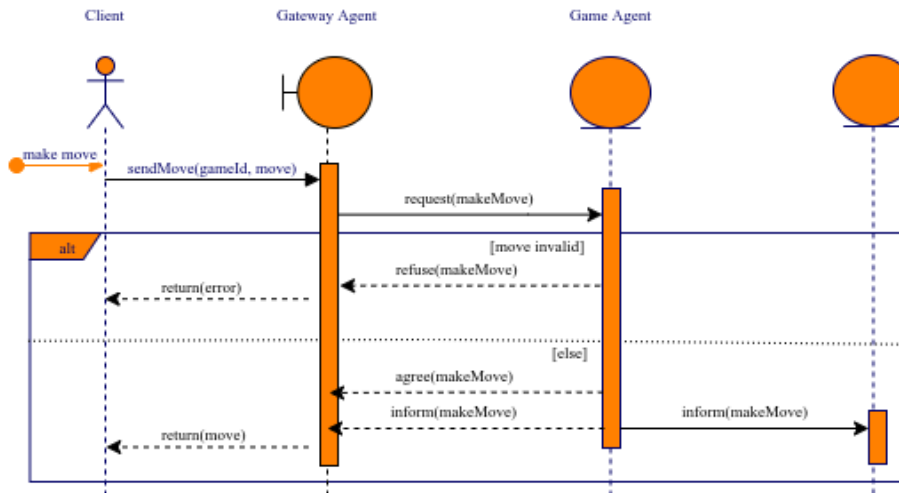 Client
Gateway Agent
Game Agent
make move
sendMove(gameId, move)
request(makeMove)
alt
[move invalid]
refuse(makeMove)
return(error)
[else]
agree(makeMove)
inform(makeMove)
inform(makeMove)
return(move)